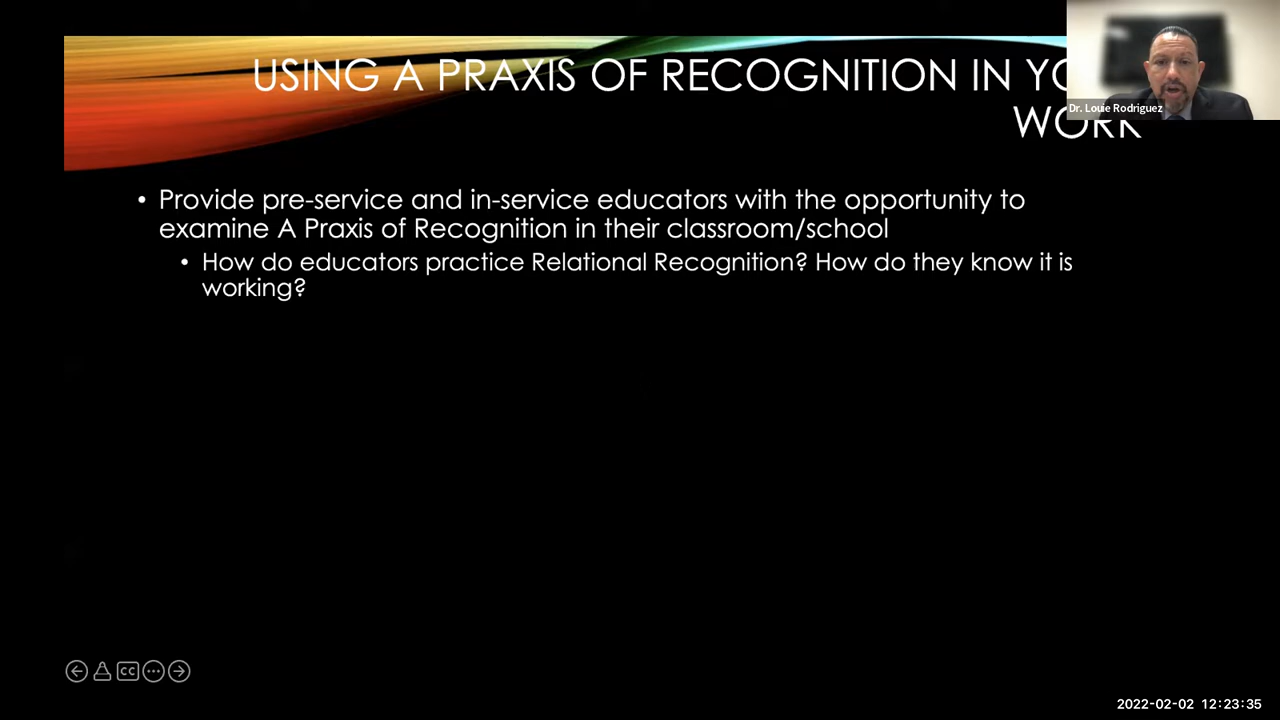 USING A PRAXIS OF RECOGNITION IN
WORK
• Provide pre-service and in-service educators with the opportunity to
examine A Praxis of Recognition in their classroom/school
• How do educators practice Relational Recognition? How do they know it is
working?
Dr. Louie Rodriguez
CC
2022-02-02 12:23:35